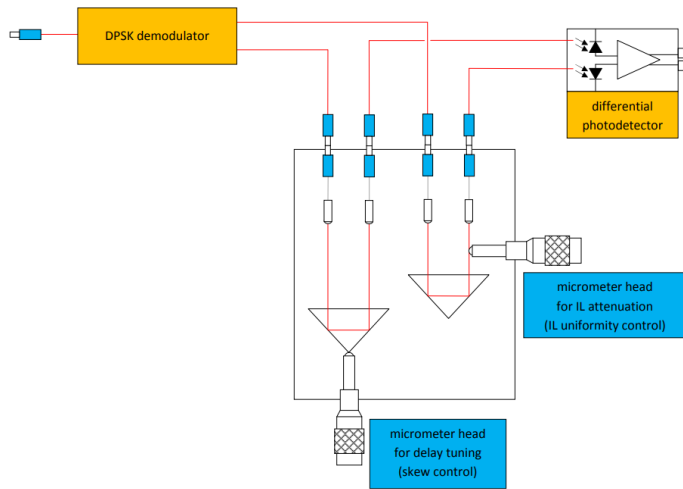 DPSK demodulator
differential
photodetector
micrometer head
for IL attenuation
(IL uniformity control)
micrometer head
for delay tuning
(skew control)